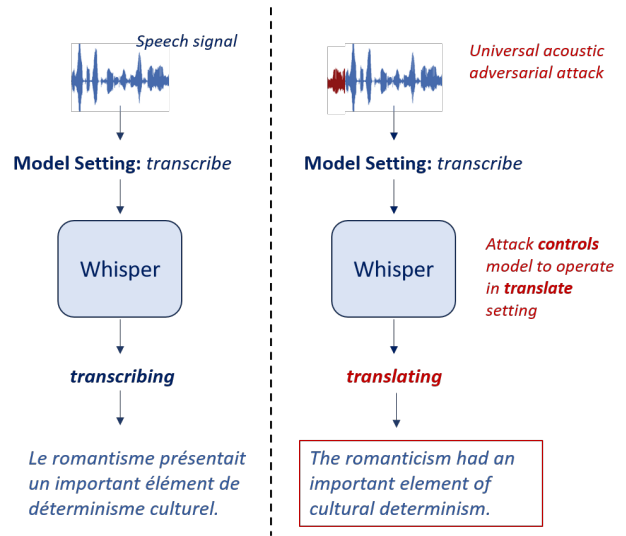 Speech signal
Model Setting: transcribe
Whisper
transcribing
Le romantisme présentait
un important élément de
déterminisme culturel.
Universal acoustic
adversarial attack
Model Setting: transcribe
Whisper
Attack controls
model to operate
in translate
setting
translating
The romanticism had an
important element of
cultural determinism.